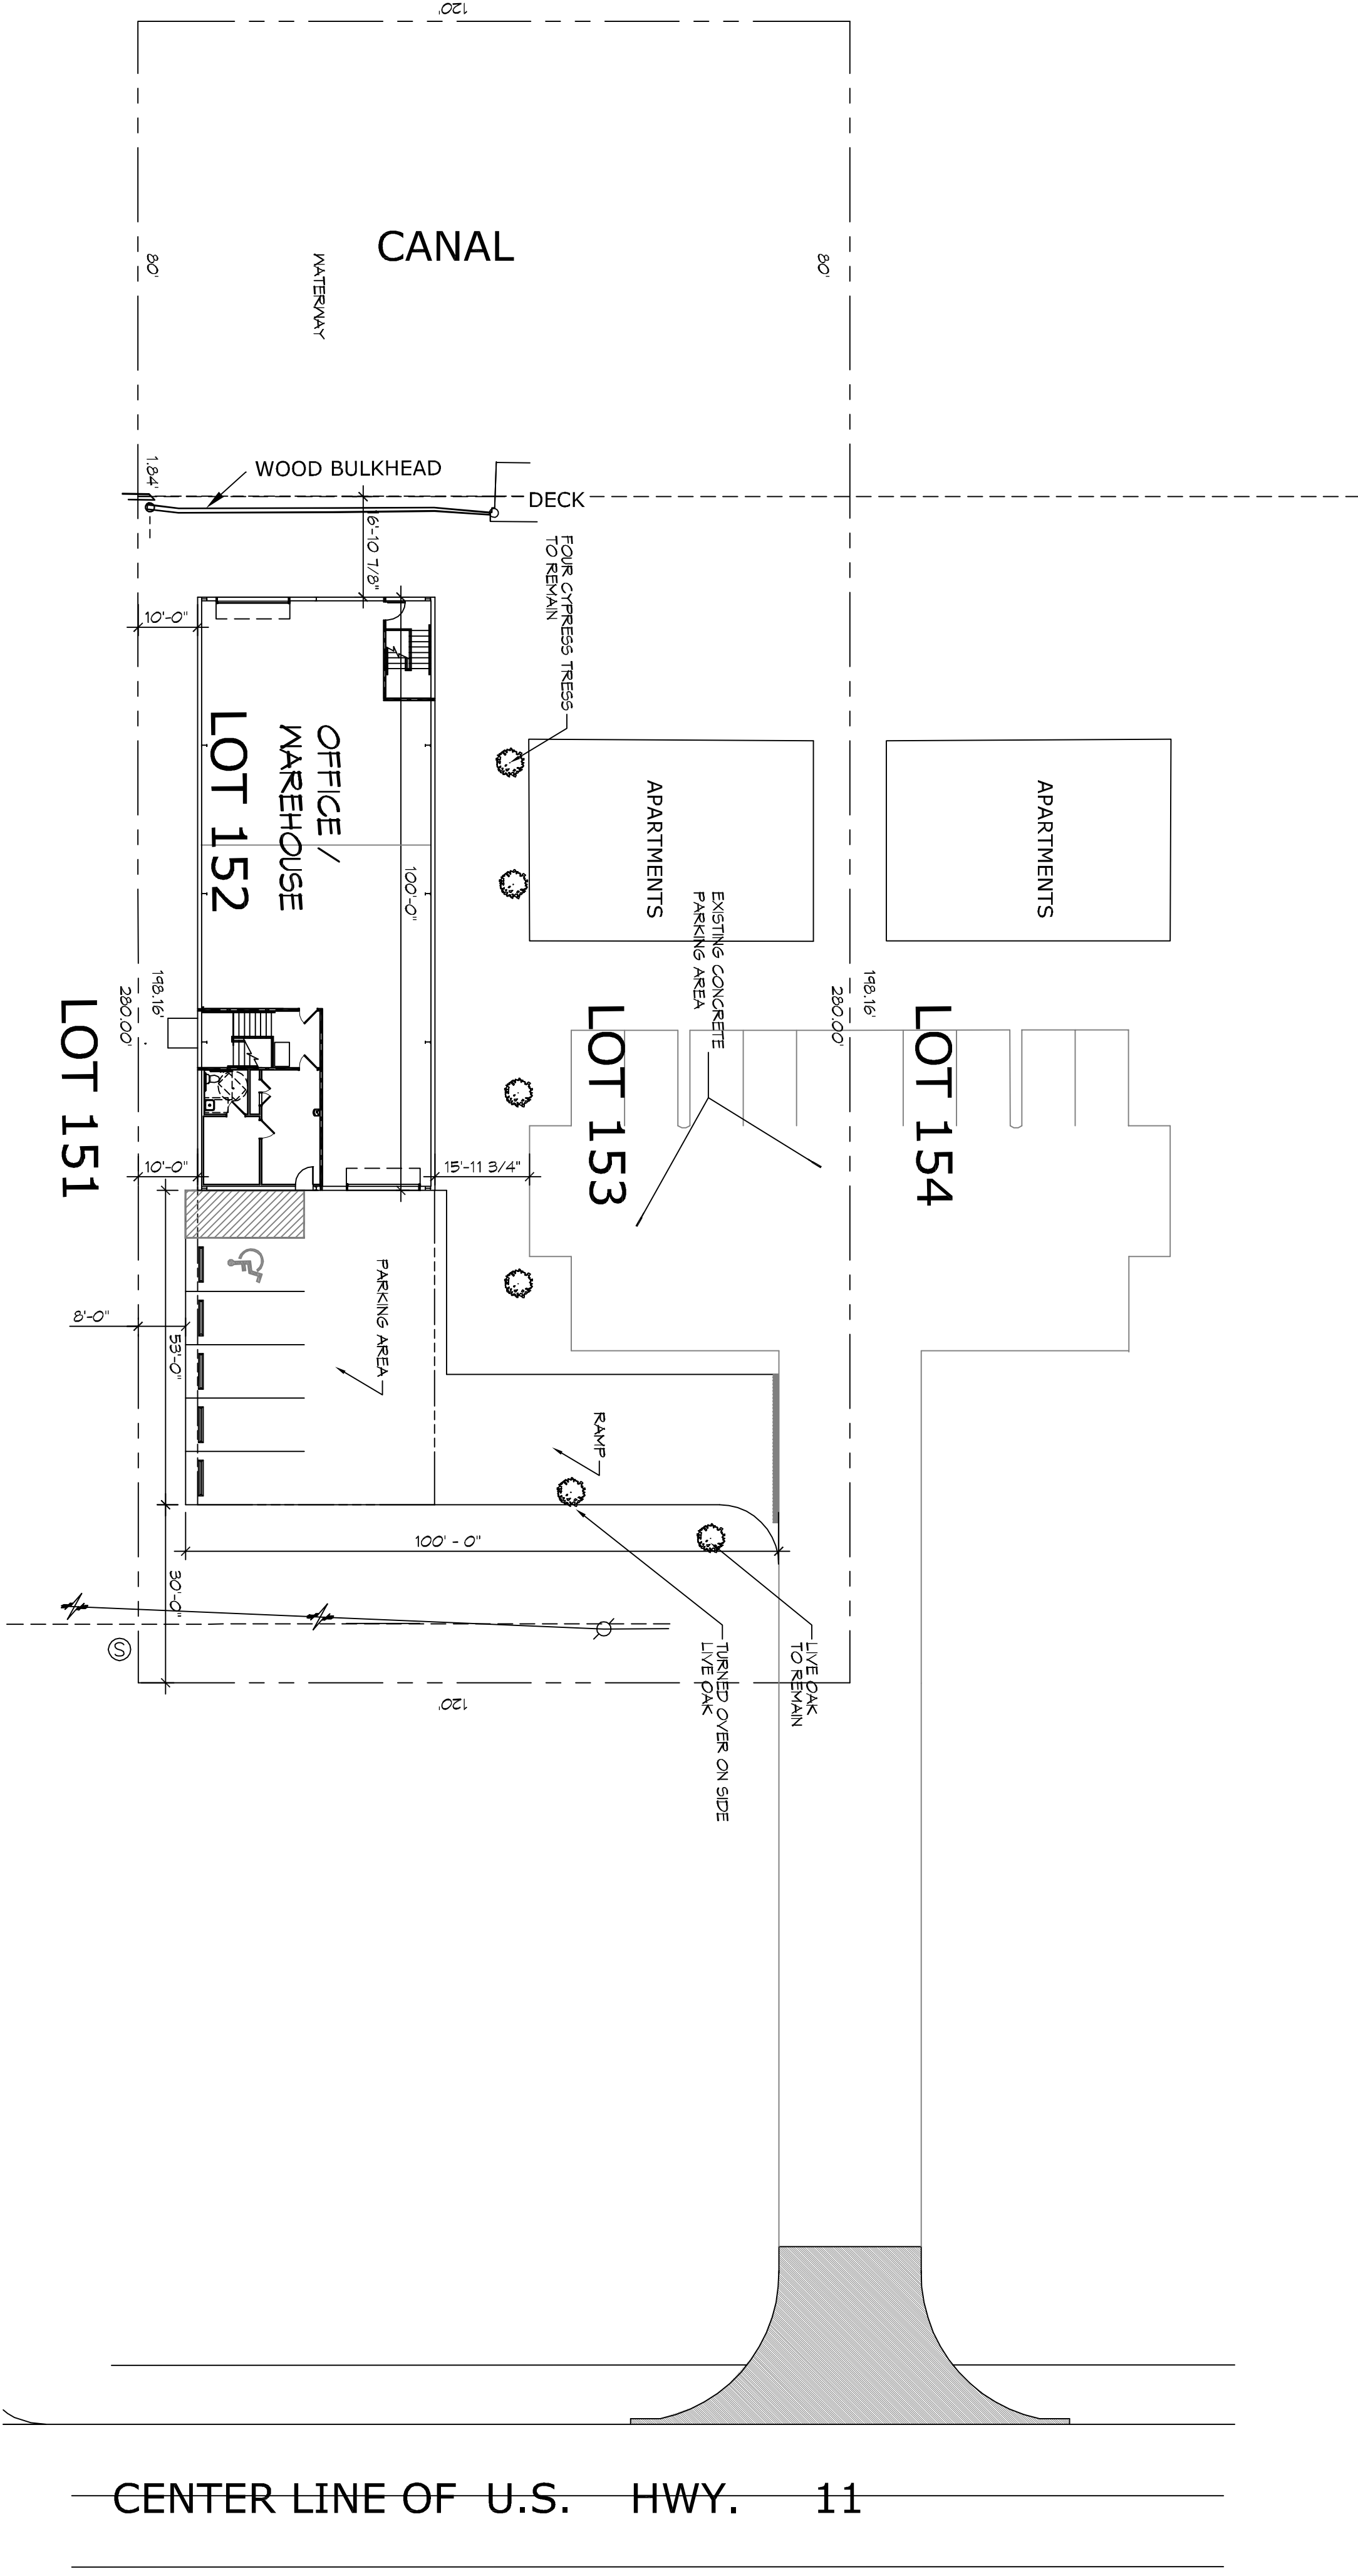 120'
CANAL
80'
WATERWAY
80'
1.84'
WOOD BULKHEAD
DECK
16'-10 7/8"
FOUR CYPRESS TRESS
TO REMAIN
10'-0"
OFFICE /
WAREHOUSE
LOT 152
100'-0"
APARTMENTS
APARTMENTS
EXISTING CONCRETE
PARKING AREA
198.16'
280.00'
198.16'
280.00'
LOT 151
LOT 153
LOT 154
10'-0"
15'-11 3/4"
PARKING AREA
8'-0"
53'-0"
RAMP
100' - 0"
30'-0"
S
LIVE OAK
TO REMAIN
TURNED OVER ON SIDE
LIVE OAK
120'
CENTER LINE OF U.S. HWY. 11